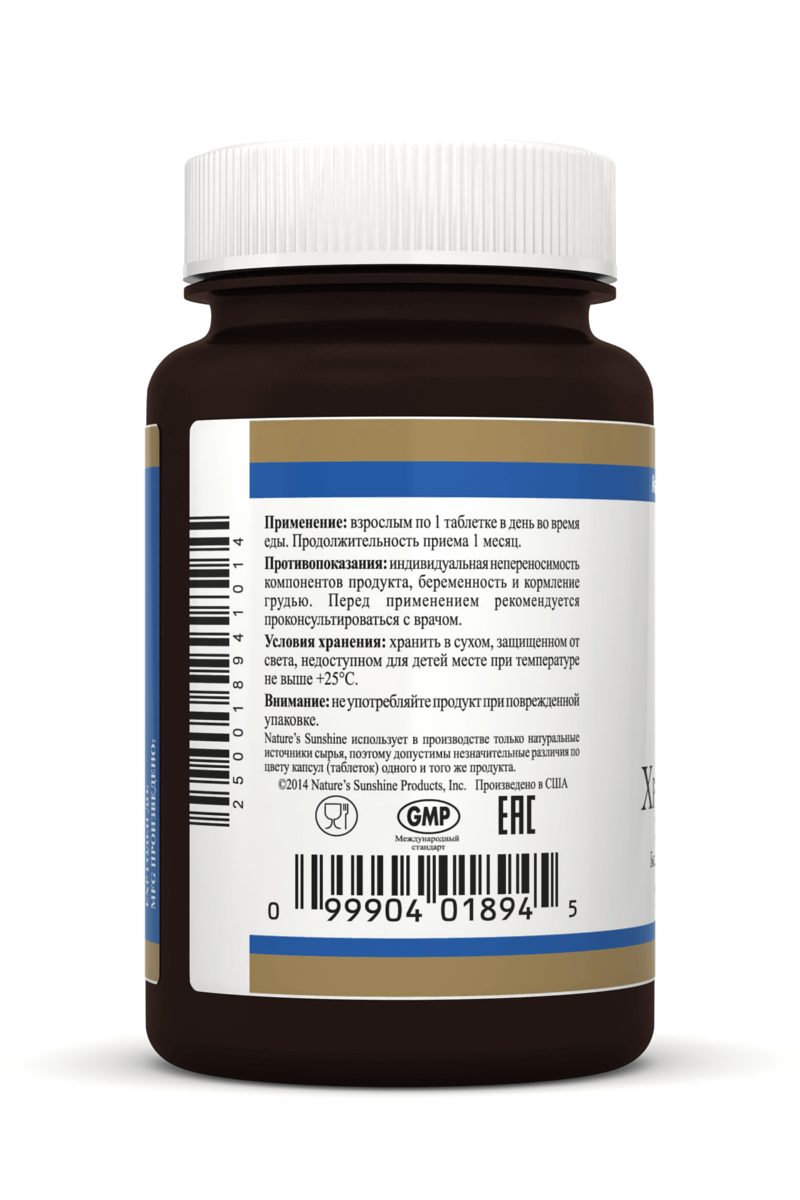 Применение: взрослым по 1 таблетке в день во время
еды. Продолжительность приема 1 месяц.
Противопоказания: индивидуальная непереносимость
компонентов продукта, беременность и кормление
грудью. Перед применением рекомендуется
проконсультироваться с врачом.
Условия хранения: хранить в сухом, защищенном от
света, недоступном для детей месте при температуре
не выше +25°C.
Внимание: не употребляйте продукт при поврежденной
упаковке.
Nature's Sunshine использует в производстве только натуральные
источники сырья, поэтому допустимы незначительные различия по
цвету капсул (таблеток) одного и того же продукта.
©2014 Nature's Sunshine Products, Inc. Произведено в США
GMP
EAC
Международный
стандарт
0 99904 01894 5
250018941014
MFG ПРОИЗВЕДЕНО: